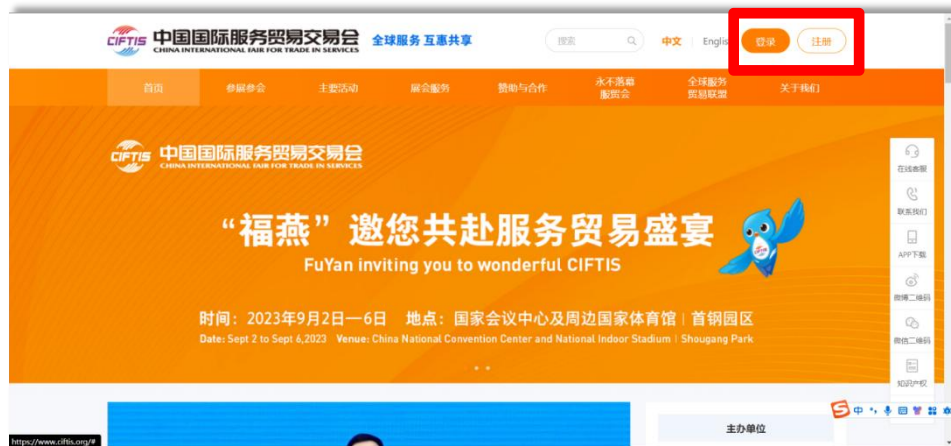 CIFTIS 中国国际服务贸易交易会 全球服务 互惠共享 搜索 中文 Englis 登录 注册
CHINA INTERNATIONAL FAIR FOR TRADE IN SERVICES
首页 参展参会 主要活动 展会服务 赞助与合作 永不落幕 全球服务 关于我们
服贸会 贸易联盟
CIFTIS 中国国际服务贸易交易会
CHINA INTERNATIONAL FAIR FOR TRADE IN SERVICES
在线客服
联系我们
“福燕”邀您共赴服务贸易盛宴
FuYan inviting you to wonderful CIFTIS
APP下载
微博二维码
时间：2023年9月2日—6日 地点：国家会议中心及周边国家体育馆 | 首钢园区
Date: Sept 2 to Sept 6,2023 Venue: China National Convention Center and National Indoor Stadium | Shougang Park
微信二维码
知识产权
中
主办单位
https://www.ciftis.org/#